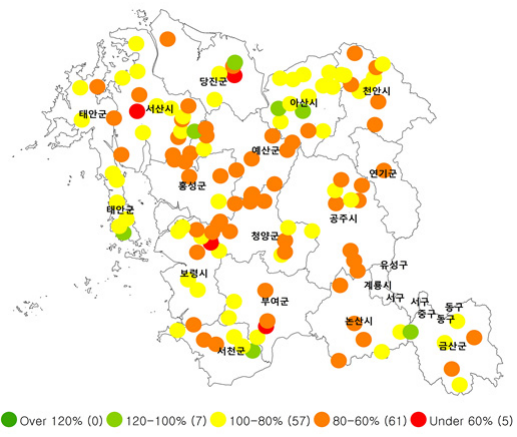 당진군
천안시
아산시
서산시
태안군
예산군
연기군
홍성군
태안군
공주시
청양군
유성구
보령시
계룡시
서구
서구
부여군
동구
중구
동구
논산시
금산군
서천군
Over 120% (0)
120-100% (7)
100-80% (57)
80-60% (61)
Under 60% (5)